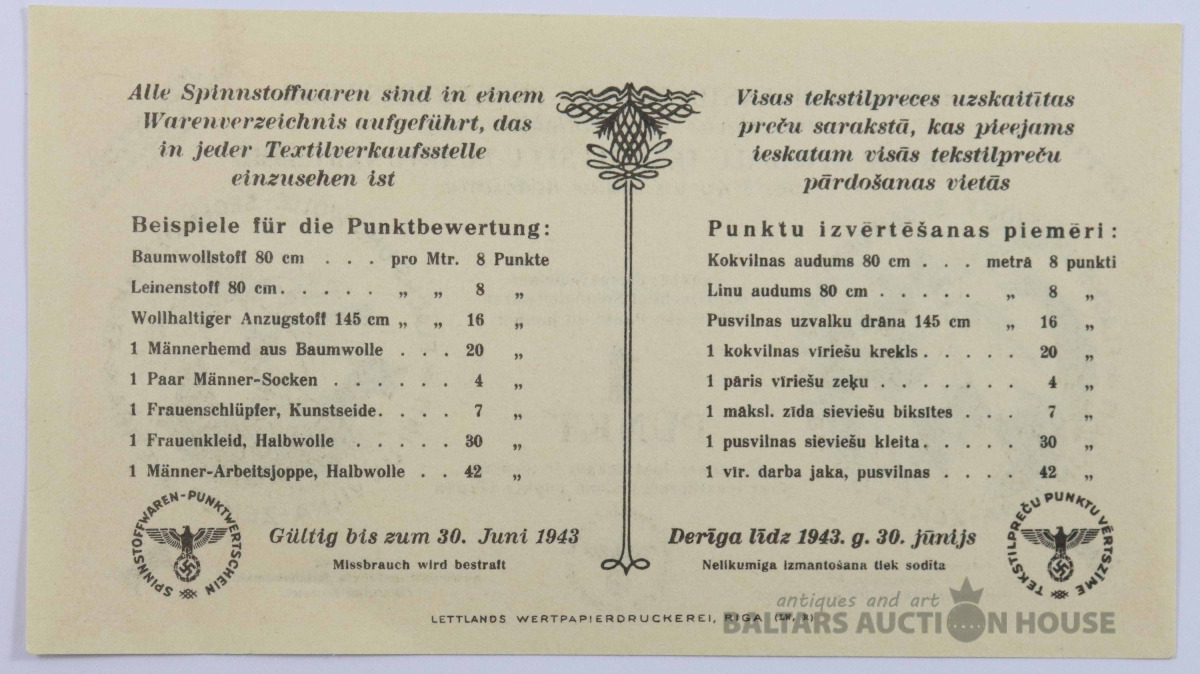 Alle Spinnstoffwaren sind in einem
Warenverzeichnis aufgeführt, das
in jeder Textilverkaufsstelle
einzusehen ist
Beispiele für die Punktbewertung:
Baumwollstoff 80 cm . . . pro Mtr. 8 Punkte
Leinenstoff 80 cm. . . . . „ „ 8 „
Wollhaltiger Anzugstoff 145 cm „ „ 16 „
1 Männerhemd aus Baumwolle . . . 20 „
1 Paar Männer-Socken . . . . . . 4 „
1 Frauenschlüpfer, Kunstseide. . . . 7 „
1 Frauenkleid, Halbwolle . . . . . 30 „
1 Männer-Arbeitsjoppe, Halbwolle . . 42 „
SPINNSTOFFWAREN-PUNKTWERTSCHEIN
Gültig bis zum 30. Juni 1943
Missbrauch wird bestraft
Visas tekstilpreces uzskaitītas
preču sarakstā, kas pieejams
ieskatam visās tekstilpreču
pārdošanas vietās
Punktu izvērtēšanas piemēri:
Kokvilnas audums 80 cm . . . metrā 8 punkti
Linu audums 80 cm . . . . . „ 8 „
Pusvilnas uzvalku drāna 145 cm „ 16 „
1 kokvilnas vīriešu krekls. . . . . 20 „
1 pāris vīriešu zeķu . . . . . . . 4 „
1 māksl. zīda sieviešu biksītes . . . 7 „
1 pusvilnas sieviešu kleita. . . . . 30 „
1 vīr. darba jaka, pusvilnas . . . . 42 „
Derīga līdz 1943. g. 30. jūnijs
Nelikumīga izmantošana tiek sodīta
TEKSTILPREČU PUNKTU VĒRTSZĪME
LETTLANDS WERTPAPIERDRUCKEREI, RIGA
antiques and art
BALTARS AUCTION HOUSE